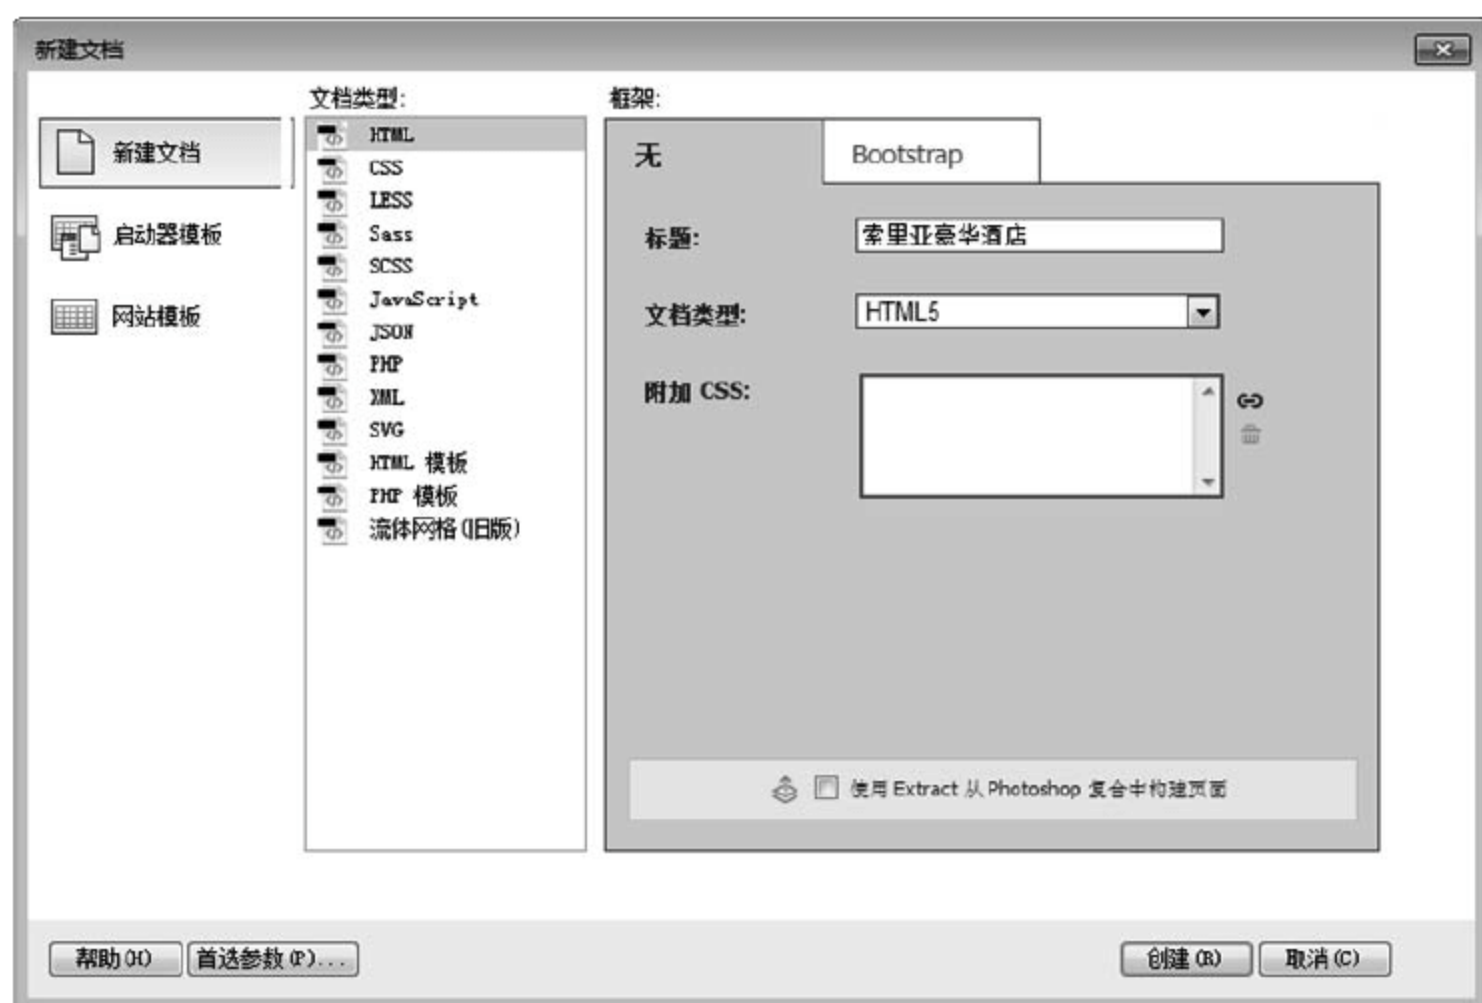 新建文档
新建文档
启动器模板
网站模板
文档类型:
HTML
CSS
LESS
Sass
SCSS
JavaScript
JSON
PHP
XML
SVG
HTML 模板
PHP 模板
流体网格(旧版)
框架:
无
Bootstrap
标题:
索里亚豪华酒店
文档类型:
HTML5
附加 CSS:
使用 Extract 从 Photoshop 复合中构建页面
帮助(H)
首选参数(P)...
创建(R)
取消(C)